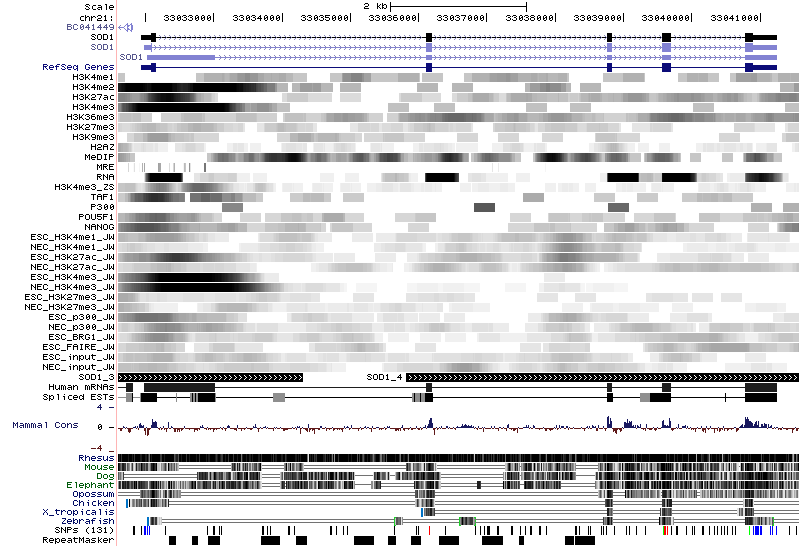 Scale 2 kb
chr21: 33033000 33034000 33035000 33036000 33037000 33038000 33039000 33040000 33041000
BC041449
SOD1
SOD1
SOD1
RefSeq Genes
H3K4me1
H3K4me2
H3K27ac
H3K4me3
H3K36me3
H3K27me3
H3K9me3
H2AZ
MeDIP
MRE
RNA
H3K4me3_ZS
TAF1
P300
POU5F1
NANOG
ESC_H3K4me1_JW
NEC_H3K4me1_JW
ESC_H3K27ac_JW
NEC_H3K27ac_JW
ESC_H3K4me3_JW
NEC_H3K4me3_JW
ESC_H3K27me3_JW
NEC_H3K27me3_JW
ESC_p300_JW
NEC_p300_JW
ESC_BRG1_JW
ESC_FAIRE_JW
ESC_input_JW
NEC_input_JW
SOD1_3 SOD1_4
Human mRNAs
Spliced ESTs
4
Mammal Cons 0
-4
Rhesus
Mouse
Dog
Elephant
Opossum
Chicken
X_tropicalis
Zebrafish
SNPs (131)
RepeatMasker